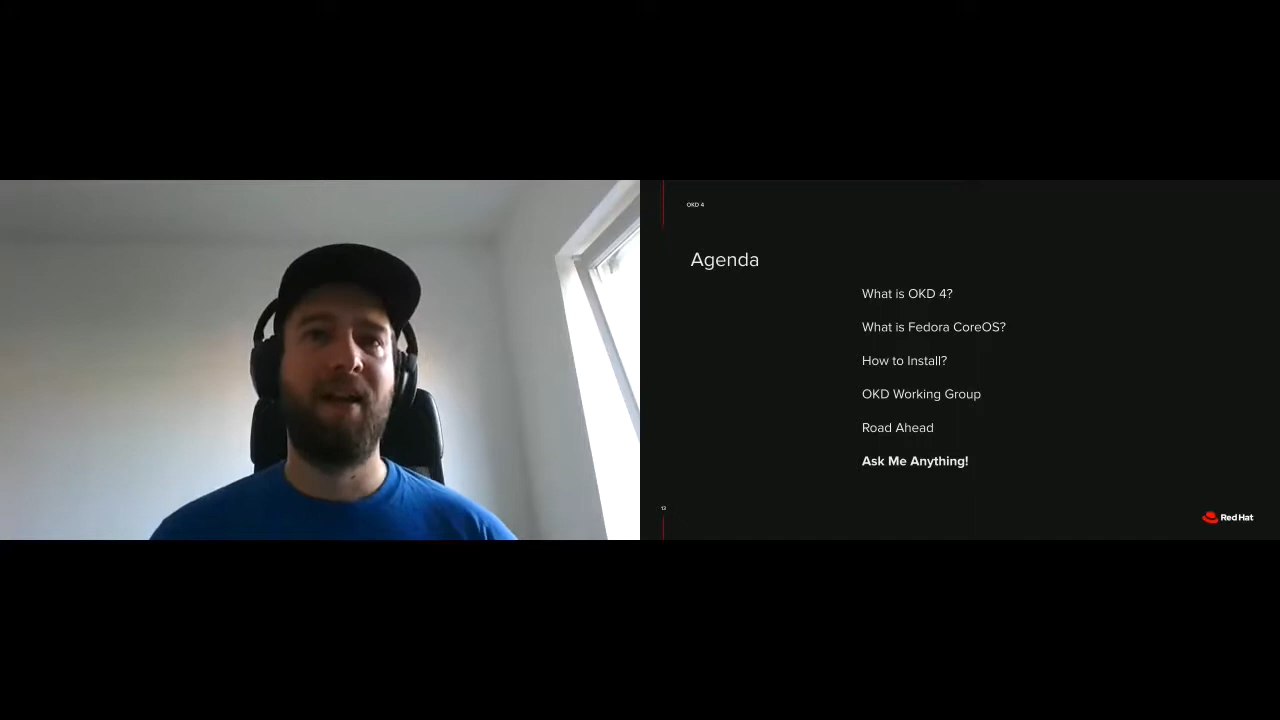 OKD 4
Agenda
What is OKD 4?
What is Fedora CoreOS?
How to Install?
OKD Working Group
Road Ahead
Ask Me Anything!
13
Red Hat